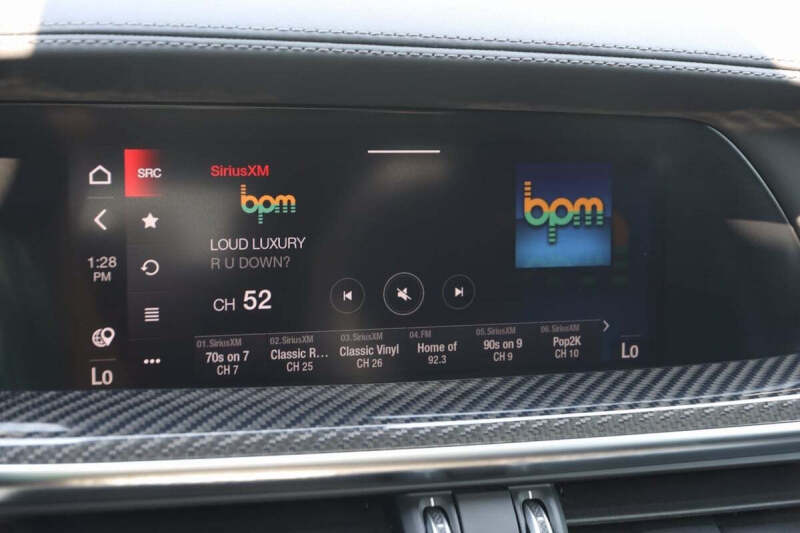 SRC
1:28
PM
Lo
SiriusXM
bpm
LOUD LUXURY
R U DOWN?
CH 52
bpm
01.SiriusXM
70s on 7
CH 7
02.SiriusXM
Classic R...
CH 25
03.SiriusXM
Classic Vinyl
CH 26
04.FM
Home of
92.3
05.SiriusXM
90s on 9
CH 9
06.SiriusXM
Pop2K
CH 10
Lo